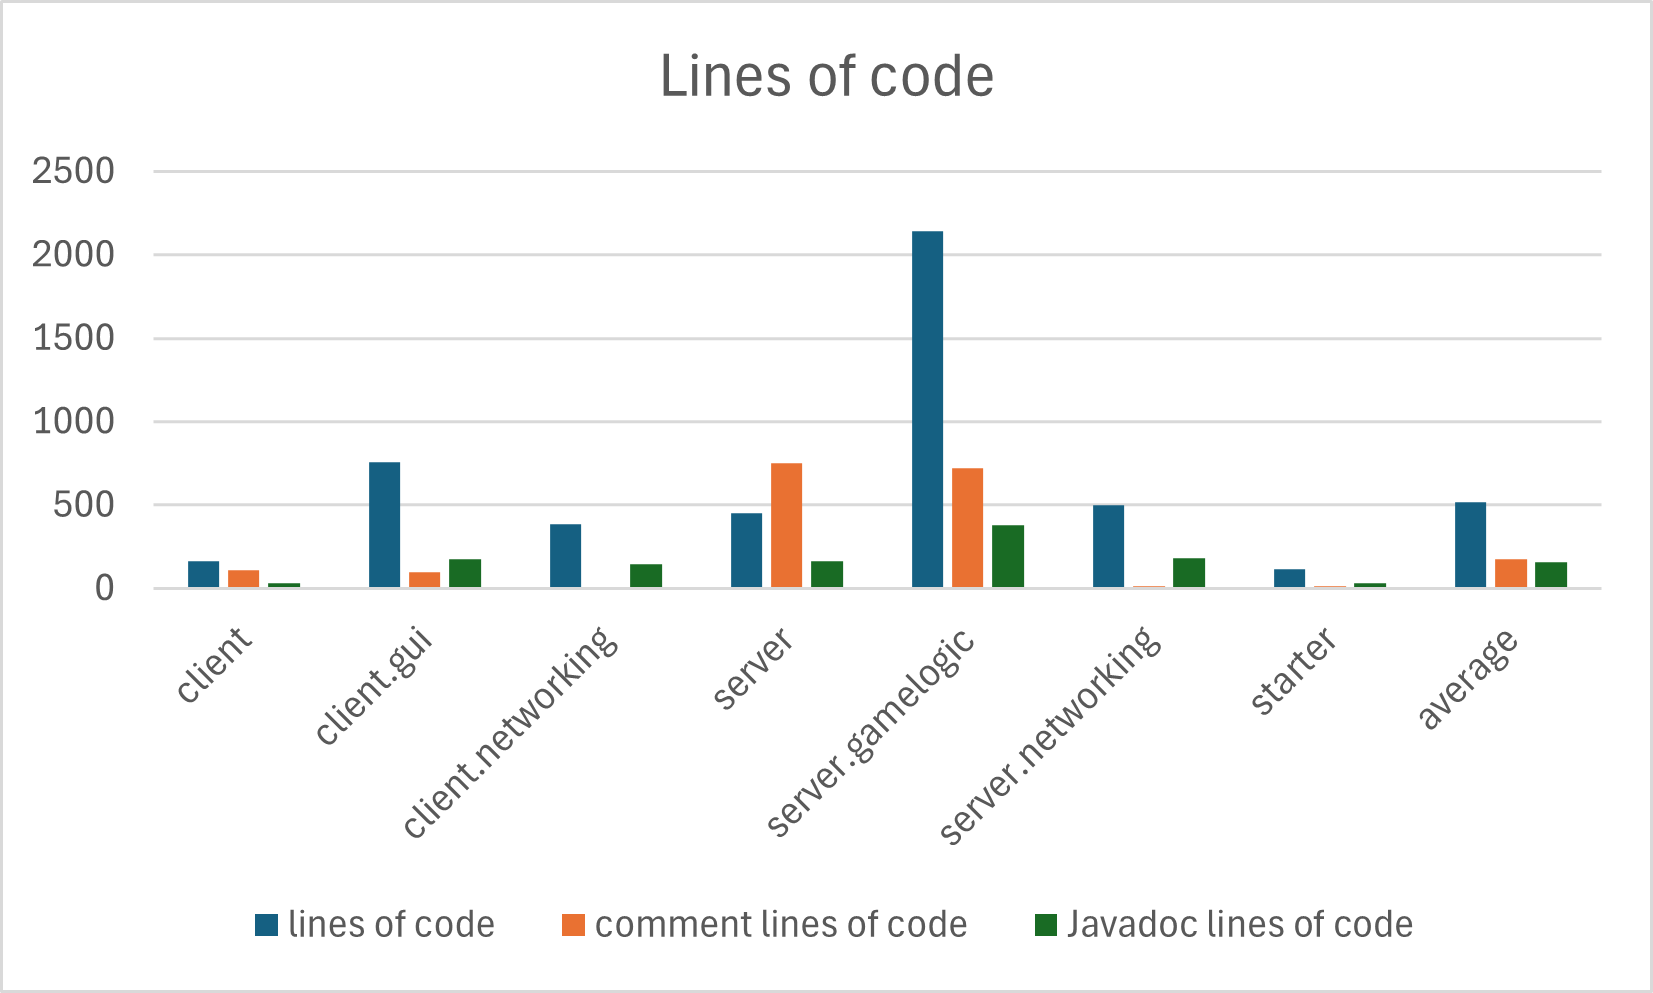 Lines of code
2500
2000
1500
1000
500
0
client
client.gui
client.networking
server
server.gamelogic
server.networking
starter
average
lines of code
comment lines of code
Javadoc lines of code